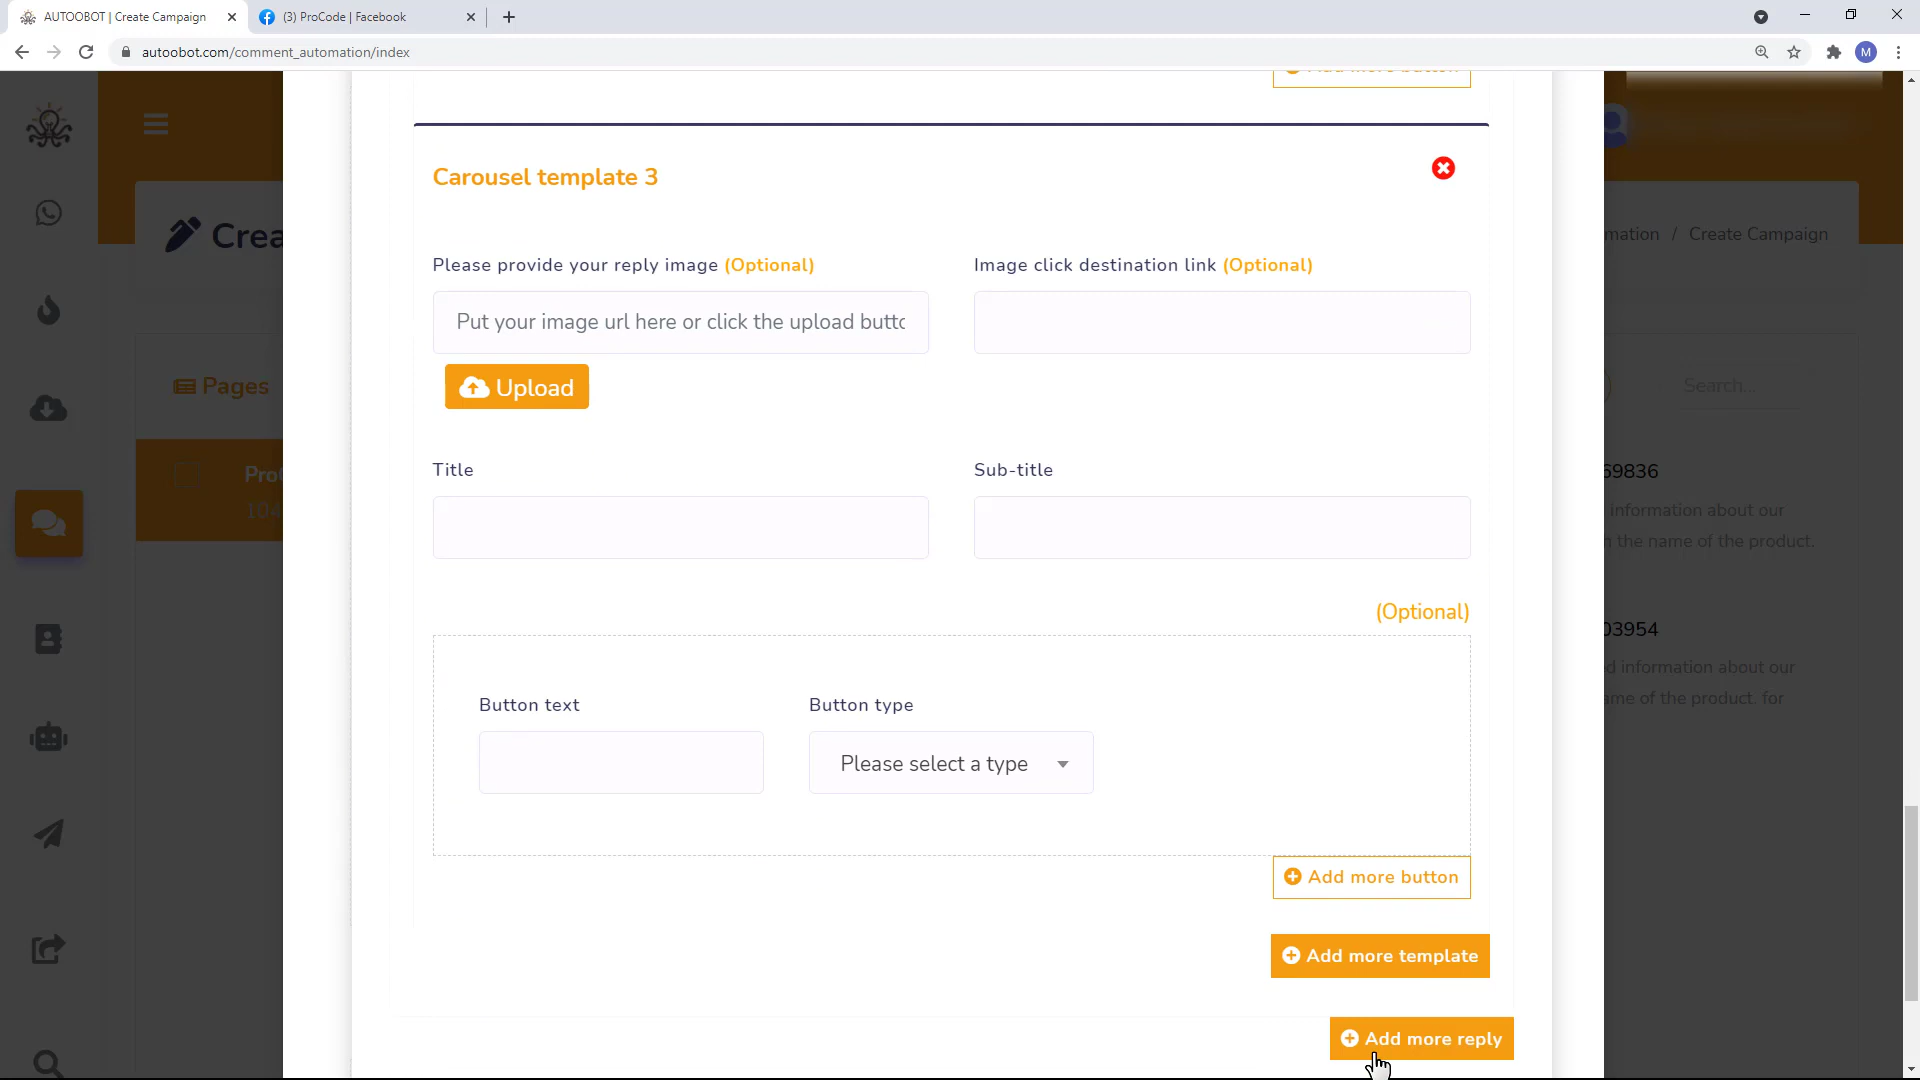 AUTOOBOT | Create Campaign
(3) ProCode | Facebook
autoobot.com/comment_automation/index
M
Carousel template 3
Crea
mation / Create Campaign
Please provide your reply image (Optional)
Image click destination link (Optional)
Put your image url here or click the upload butto
Upload
Pages
Search...
Title
Sub-title
69836
104
information about our
the name of the product.
(Optional)
03954
d information about our
ame of the product. for
Button text
Button type
Please select a type
Add more button
Add more template
Add more reply